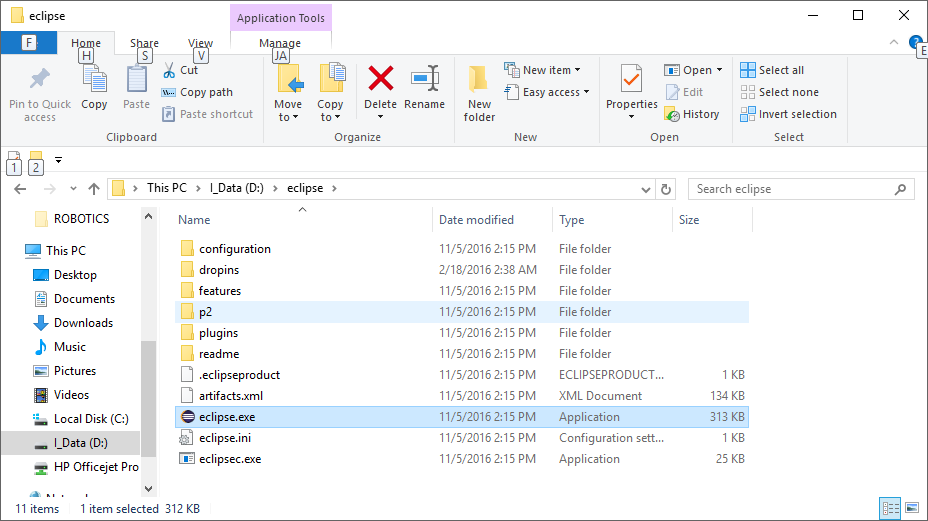 eclipse
Application Tools
F
Home
Share
View
Manage
H
S
V
JA
E
Pin to Quick access
Copy
Paste
Cut
Copy path
Paste shortcut
Clipboard
Move to
Copy to
Delete
Rename
Organize
New folder
New item
Easy access
New
Properties
Open
Edit
History
Open
Select all
Select none
Invert selection
Select
1
2
This PC > I_Data (D:) > eclipse >
Search eclipse
ROBOTICS
This PC
Desktop
Documents
Downloads
Music
Pictures
Videos
Local Disk (C:)
I_Data (D:)
HP Officejet Pro
Name Date modified Type Size
configuration 11/5/2016 2:15 PM File folder
dropins 2/18/2016 2:38 AM File folder
features 11/5/2016 2:15 PM File folder
p2 11/5/2016 2:15 PM File folder
plugins 11/5/2016 2:15 PM File folder
readme 11/5/2016 2:15 PM File folder
.eclipseproduct 11/5/2016 2:15 PM ECLIPSEPRODUCT... 1 KB
artifacts.xml 11/5/2016 2:15 PM XML Document 134 KB
eclipse.exe 11/5/2016 2:15 PM Application 313 KB
eclipse.ini 11/5/2016 2:15 PM Configuration sett... 1 KB
eclipsec.exe 11/5/2016 2:15 PM Application 25 KB
11 items 1 item selected 312 KB